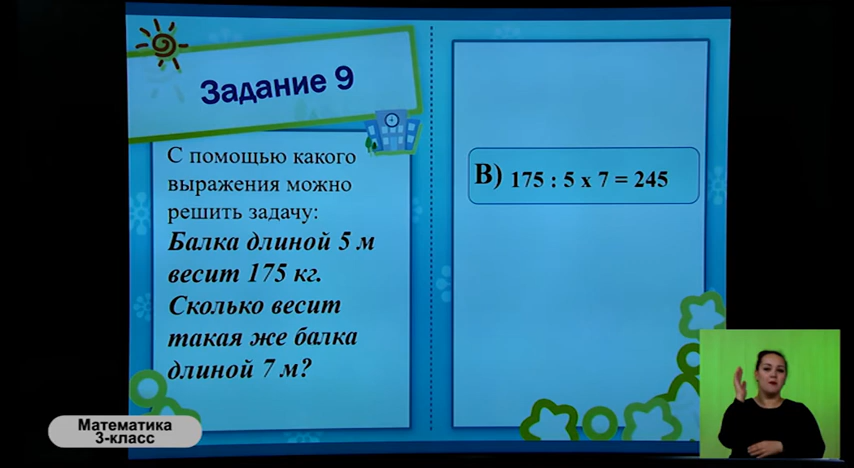 Задание 9
С помощью какого
выражения можно
решить задачу:
Балка длиной 5 м
весит 175 кг.
Сколько весит
такая же балка
длиной 7 м?
В) 175 : 5 х 7 = 245
Математика
3-класс